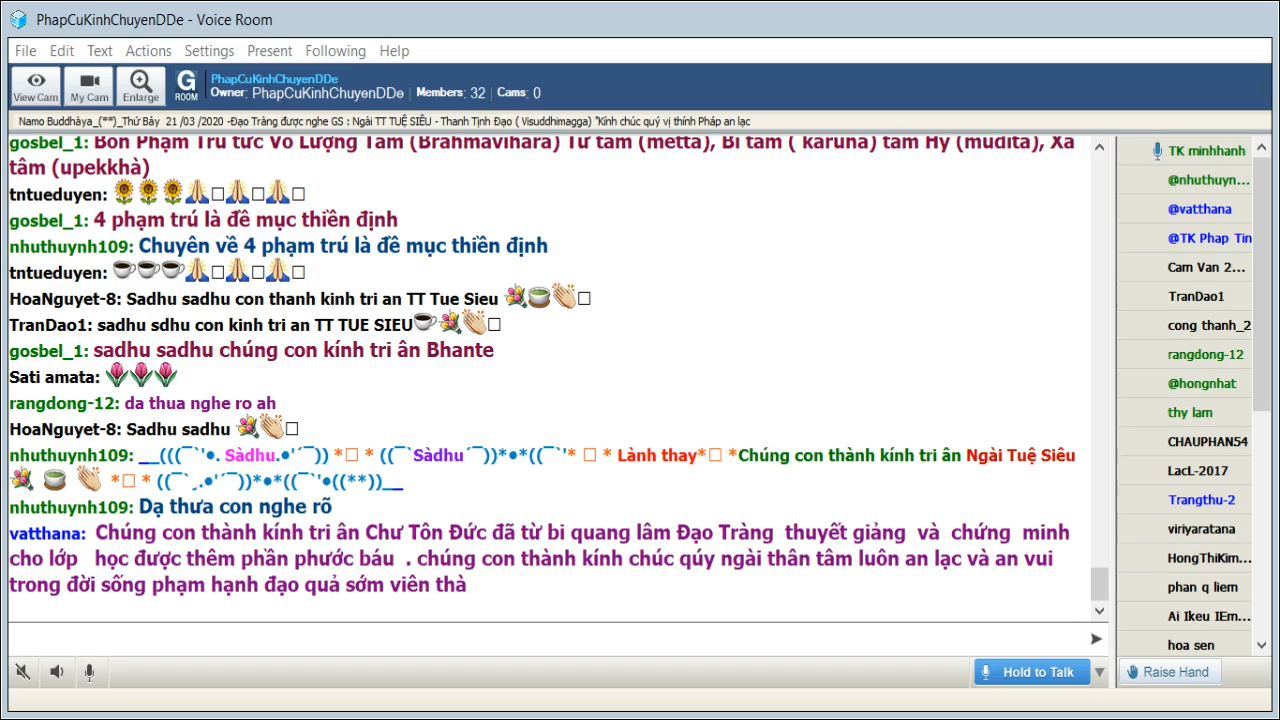 PhapCuKinhChuyenDDe - Voice Room
File Edit Text Actions Settings Present Following Help
View Cam My Cam Enlarge G ROOM
PhapCuKinhChuyenDDe
Owner: PhapCuKinhChuyenDDe Members: 32 Cams: 0
Namo Buddhàya_(**)_Thứ Bảy 21 /03 /2020 -Đạo Tràng được nghe GS : Ngài TT TUỆ SIÊU - Thanh Tịnh Đạo ( Visuddhimagga) "Kính chúc quý vị thính Pháp an lạc
gosbel_1: Bốn Phạm Trú tức Vô Lượng Tâm (Brahmavihara) Từ tâm (metta), Bi tâm ( karuna) tâm Hỷ (mudita), Xả
tâm (upekkhà)
tntueduyen: 🌻🌻🌻🙏□🙏□🙏□
gosbel_1: 4 phạm trú là đề mục thiền định
nhuthuynh109: Chuyên về 4 phạm trú là đề mục thiền định
tntueduyen: ☕☕☕🙏□🙏□🙏□
HoaNguyet-8: Sadhu sadhu con thanh kinh tri an TT Tue Sieu 💐🍵👏□
TranDao1: sadhu sdhu con kinh tri an TT TUE SIEU☕💐👏□
gosbel_1: sadhu sadhu chúng con kính tri ân Bhante
Sati amata: 🌷🌷🌷
rangdong-12: da thua nghe ro ah
HoaNguyet-8: Sadhu sadhu 💐👏□
nhuthuynh109: __(((¯`'●. Sàdhu.●'´¯)) *□ * ((¯`Sàdhu´¯))*●*((¯`'* □ * Lành thay*□ *Chúng con thành kính tri ân Ngài Tuệ Siêu
💐 🍵 👏 *□ * ((¯`¸.●'´¯))*●*((¯`'●((**))__
nhuthuynh109: Dạ thưa con nghe rõ
vatthana: Chúng con thành kính tri ân Chư Tôn Đức đã từ bi quang lâm Đạo Tràng thuyết giảng và chứng minh
cho lớp học được thêm phần phước báu . chúng con thành kính chúc qúy ngài thân tâm luôn an lạc và an vui
trong đời sống phạm hạnh đạo quả sớm viên thà
Hold to Talk
TK minhhanh
@nhuthuyn...
@vatthana
@TK Phap Tin
Cam Van 2...
TranDao1
cong thanh_2
rangdong-12
@hongnhat
thy lam
CHAUPHAN54
LacL-2017
Trangthu-2
viriyaratana
HongThiKim...
phan q liem
Ai Ikeu IEm...
hoa sen
Raise Hand